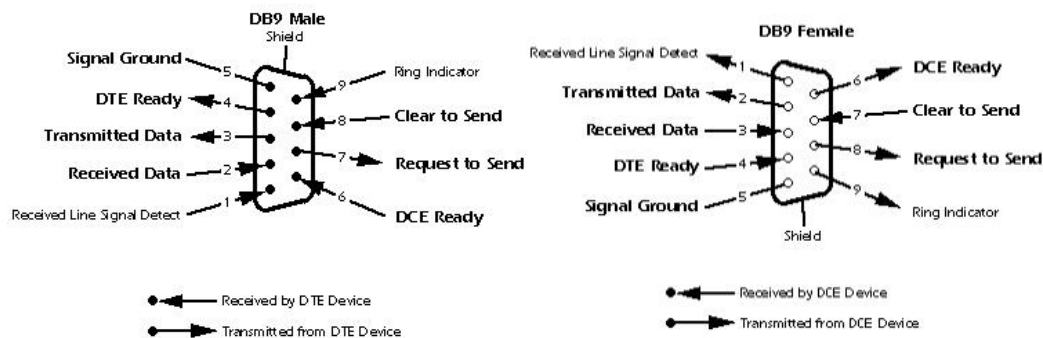 DB9 Male
Shield
Signal Ground
5
9
Ring Indicator
DTE Ready
4
8
Clear to Send
Transmitted Data
3
7
Request to Send
Received Data
2
6
DCE Ready
Received Line Signal Detect
1
Received by DTE Device
Transmitted from DTE Device
DB9 Female
Received Line Signal Detect
1
6
DCE Ready
Transmitted Data
2
7
Clear to Send
Received Data
3
8
Request to Send
DTE Ready
4
9
Ring Indicator
Signal Ground
5
Shield
Received by DCE Device
Transmitted from DCE Device